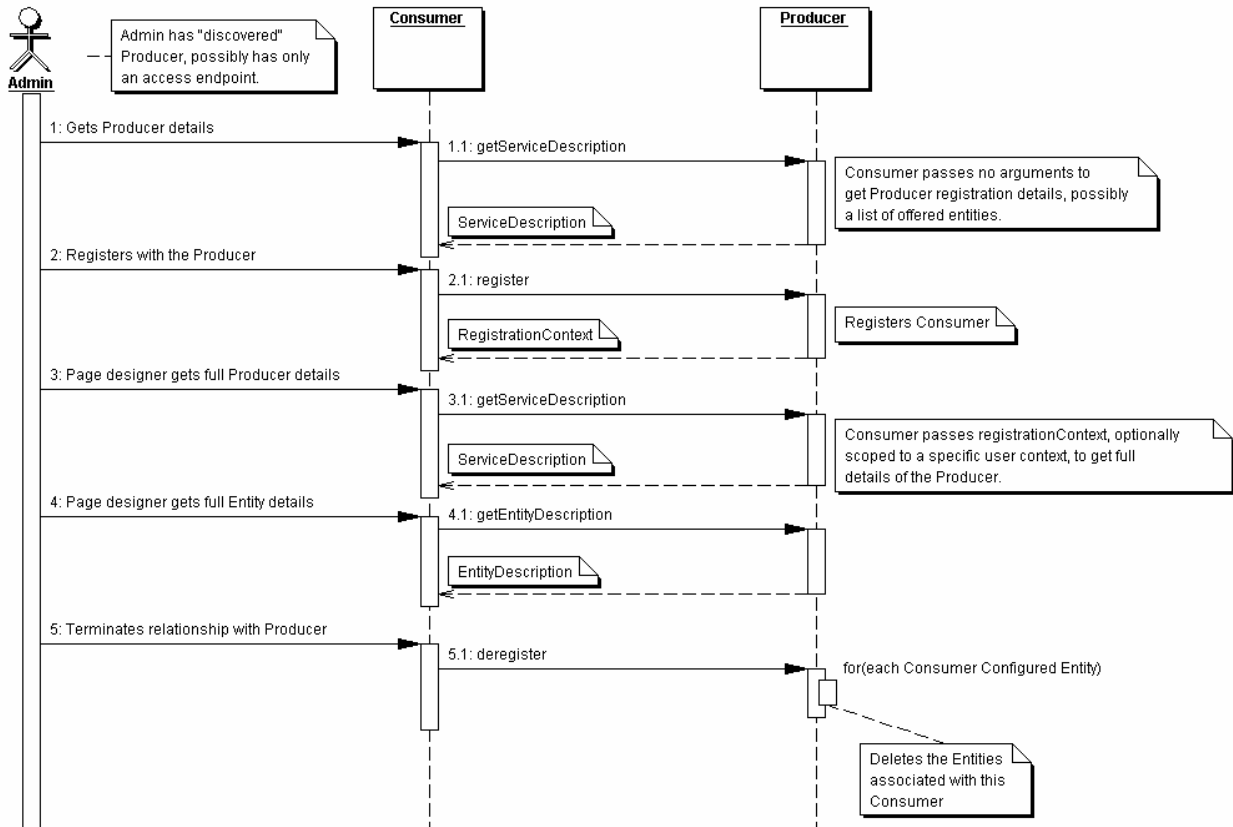 Consumer
Producer
Admin has "discovered"
Producer, possibly has only
an access endpoint.
Admin
1: Gets Producer details
1.1: getServiceDescription
Consumer passes no arguments to
get Producer registration details, possibly
a list of offered entities.
ServiceDescription
2: Registers with the Producer
2.1: register
Registers Consumer
RegistrationContext
3: Page designer gets full Producer details
3.1: getServiceDescription
Consumer passes registrationContext, optionally
scoped to a specific user context, to get full
details of the Producer.
ServiceDescription
4: Page designer gets full Entity details
4.1: getEntityDescription
EntityDescription
5: Terminates relationship with Producer
5.1: deregister
for(each Consumer Configured Entity)
Deletes the Entities
associated with this
Consumer